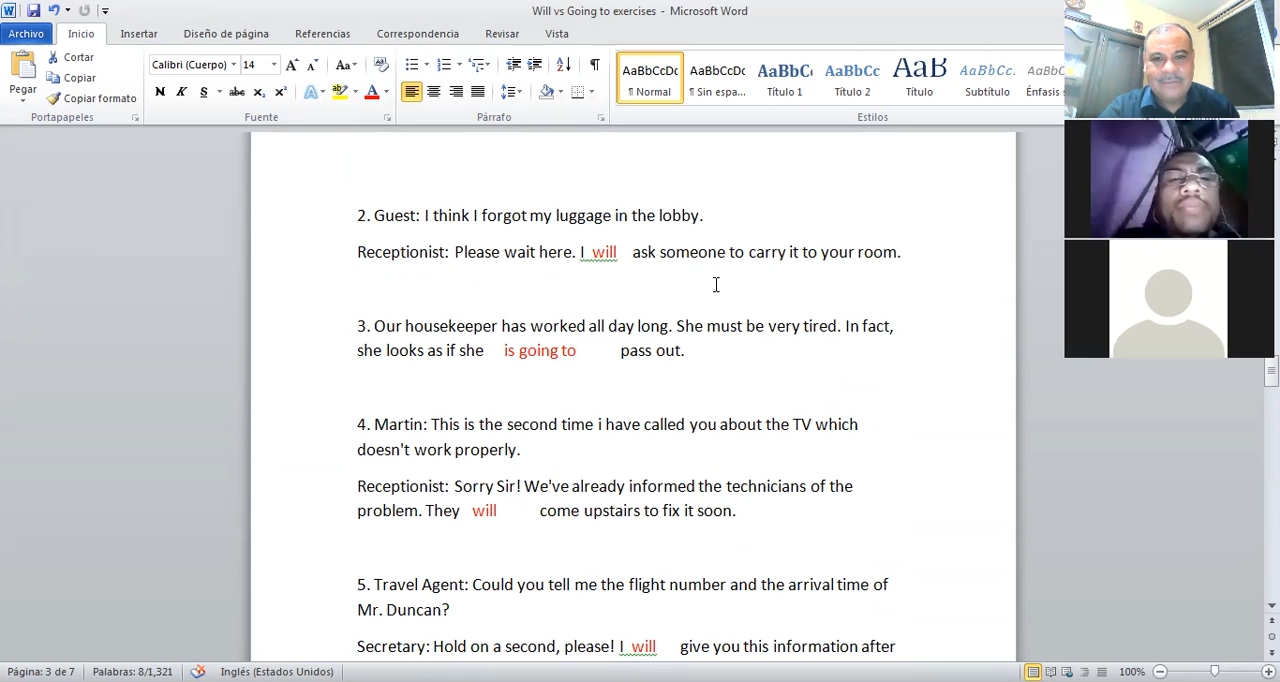 Will vs Going to exercises - Microsoft Word
Archivo Inicio Insertar Diseño de página Referencias Correspondencia Revisar Vista
Cortar
Copiar
Copiar formato
Pegar
Portapapeles
Calibri (Cuerpo) 14
Fuente
Párrafo
AaBbCcDc AaBbCcDc AaBbC AaBbCc AaB AaBbCcD AaBbCc
¶ Normal ¶ Sin espa... Título 1 Título 2 Título Subtítulo Énfasis
Estilos
2. Guest: I think I forgot my luggage in the lobby.
Receptionist: Please wait here. I will ask someone to carry it to your room.
3. Our housekeeper has worked all day long. She must be very tired. In fact,
she looks as if she is going to pass out.
4. Martin: This is the second time i have called you about the TV which
doesn't work properly.
Receptionist: Sorry Sir! We've already informed the technicians of the
problem. They will come upstairs to fix it soon.
5. Travel Agent: Could you tell me the flight number and the arrival time of
Mr. Duncan?
Secretary: Hold on a second, please! I will give you this information after
Página: 3 de 7 Palabras: 8/1,321 Inglés (Estados Unidos) 100%